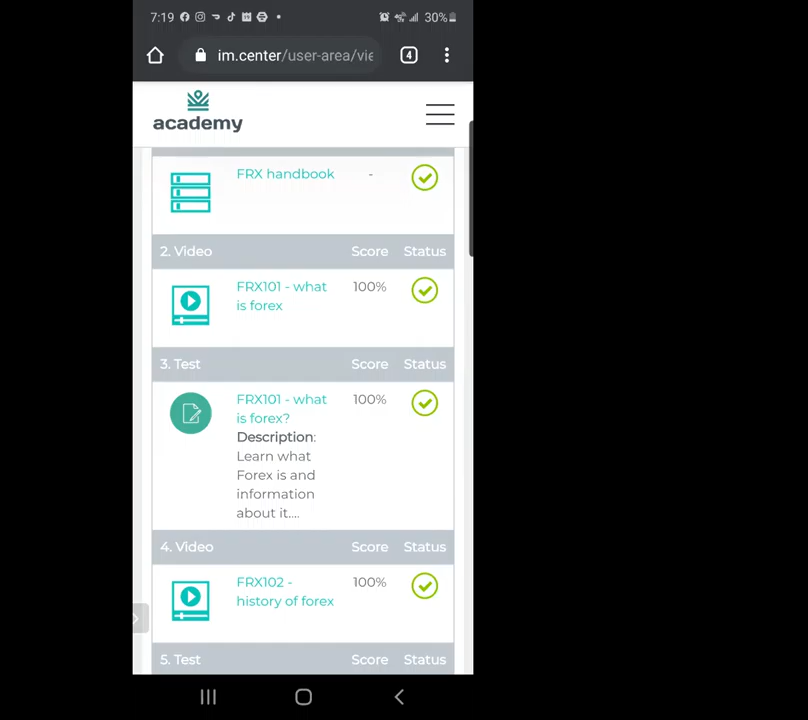 7:19 30%
im.center/user-area/vie 4
academy
FRX handbook -
2. Video Score Status
FRX101 - what 100%
is forex
3. Test Score Status
FRX101 - what 100%
is forex?
Description:
Learn what
Forex is and
information
about it....
4. Video Score Status
FRX102 - 100%
history of forex
5. Test Score Status